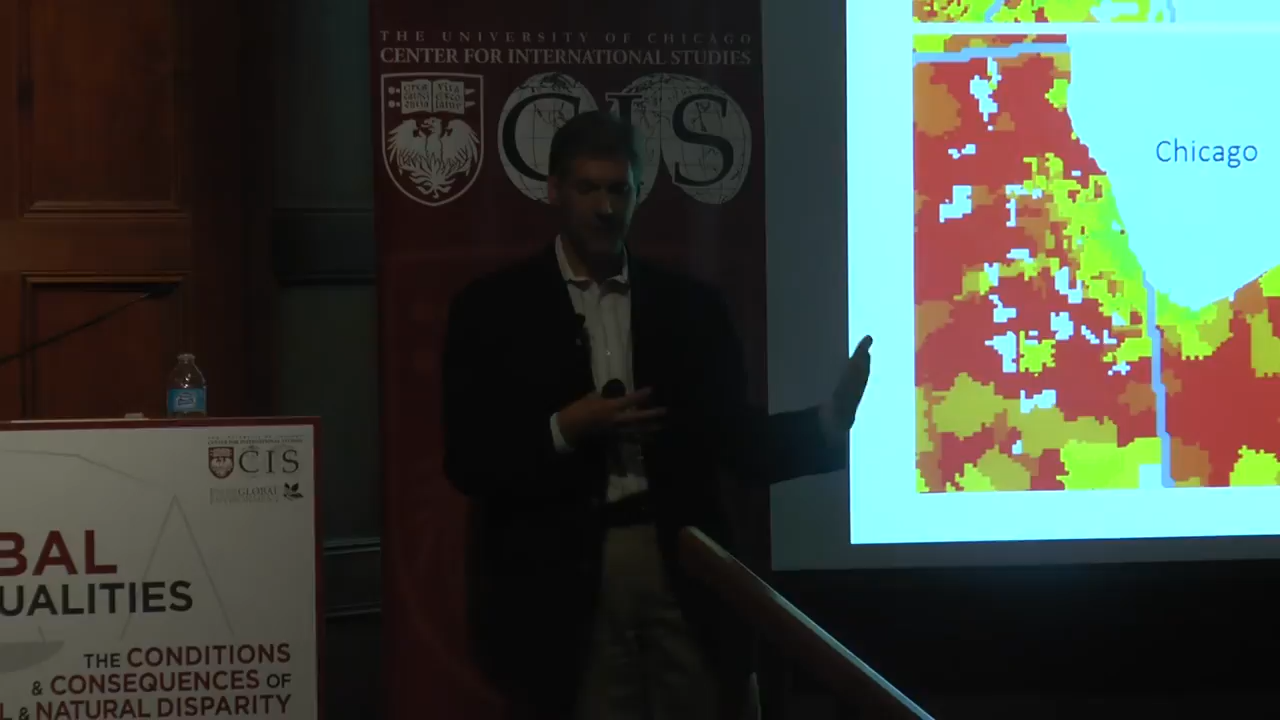 THE UNIVERSITY OF CHICAGO
CENTER FOR INTERNATIONAL STUDIES
CIS
Chicago
CIS
GLOBAL
BAL
UALITIES
THE CONDITIONS
& CONSEQUENCES OF
L & NATURAL DISPARITY